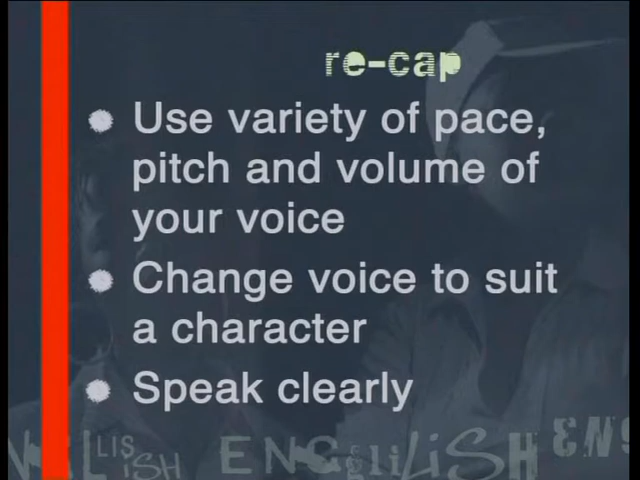 re-cap
Use variety of pace,
pitch and volume of
your voice
Change voice to suit
a character
Speak clearly